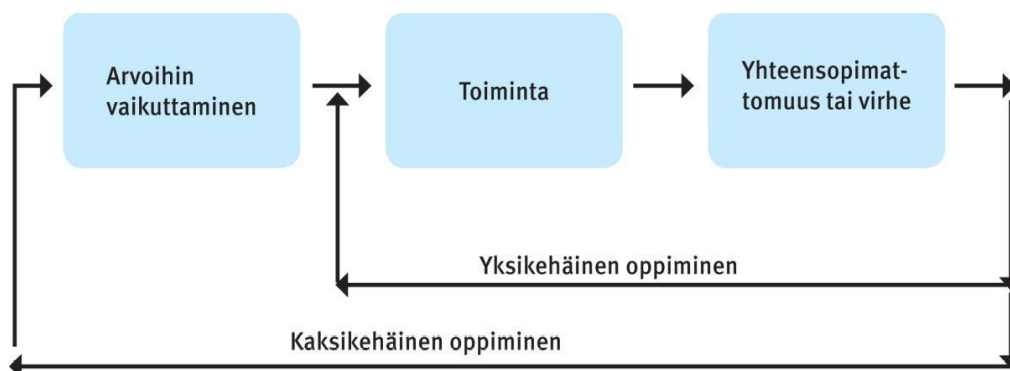 Arvoihin
vaikuttaminen
Toiminta
Yhteensopimat-
tomuus tai virhe
Yksikehäinen oppiminen
Kaksikehäinen oppiminen